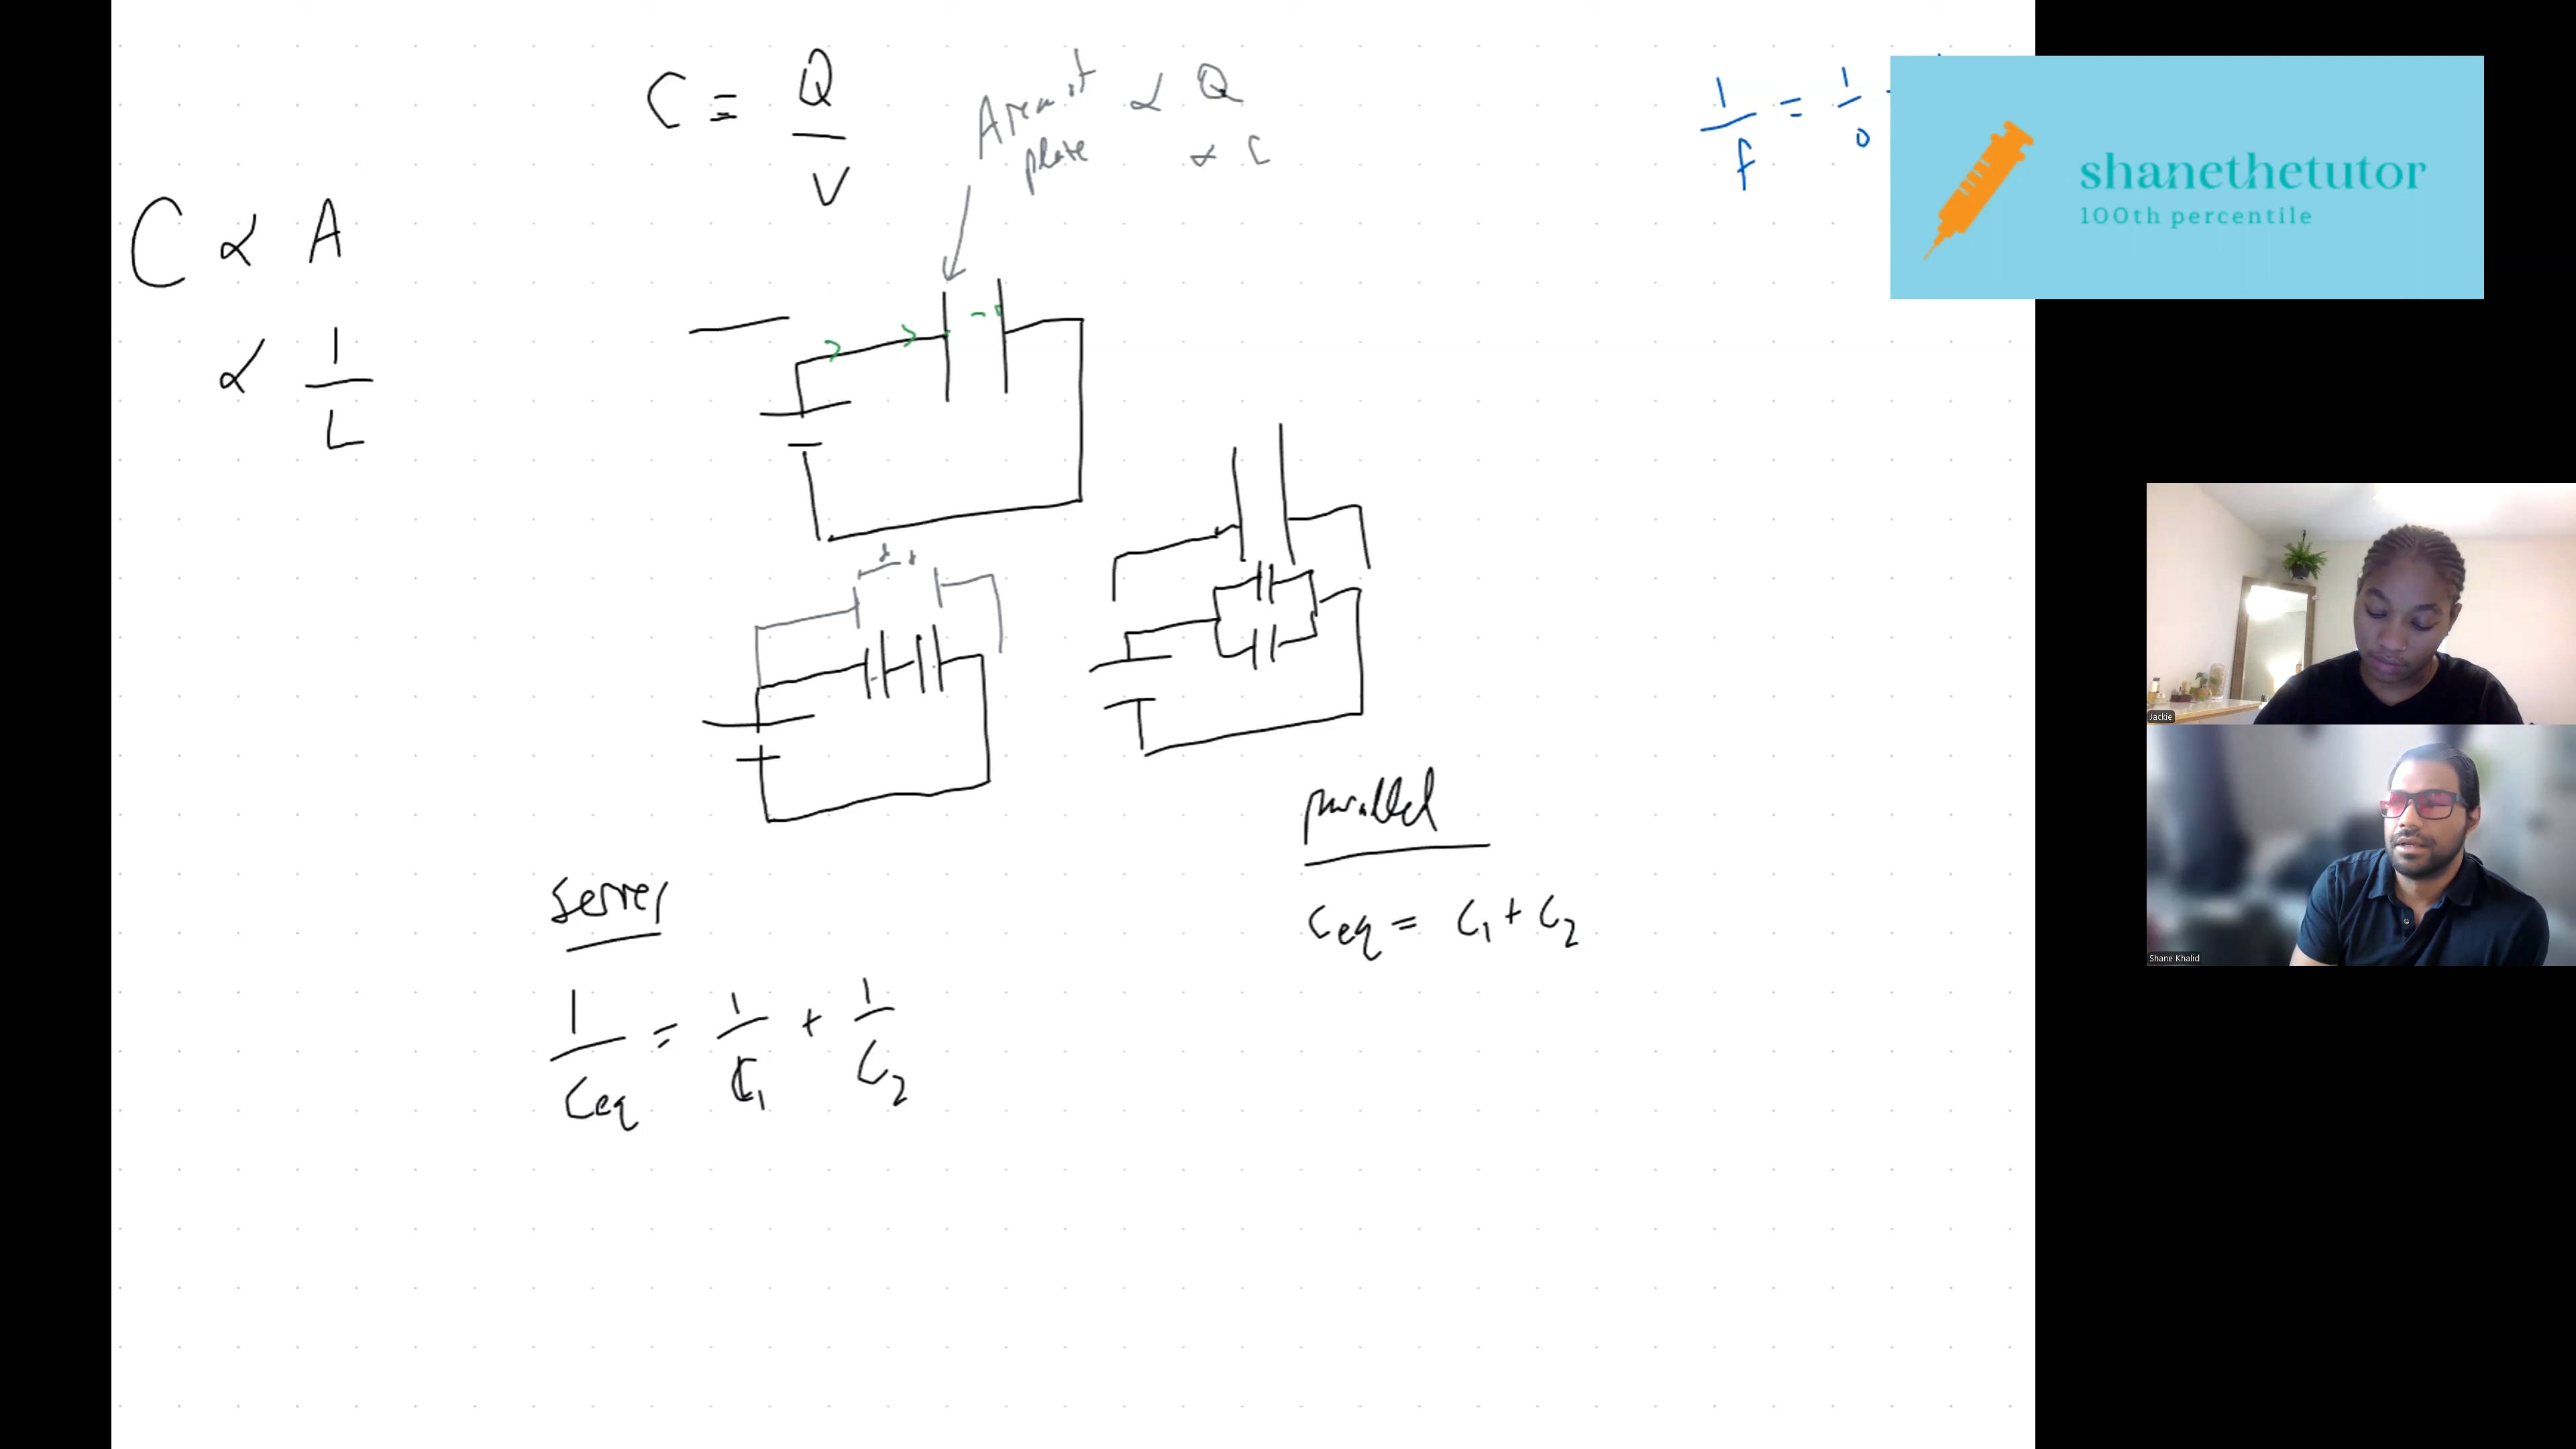 C = Q/V
Area of plate ∝ Q
∝ C
1/f = 1/o
shanethetutor
100th percentile
C ∝ A
∝ 1/L
Jackie
parallel
series
Ceq = C1 + C2
Shane Khalid
1/Ceq = 1/C1 + 1/C2